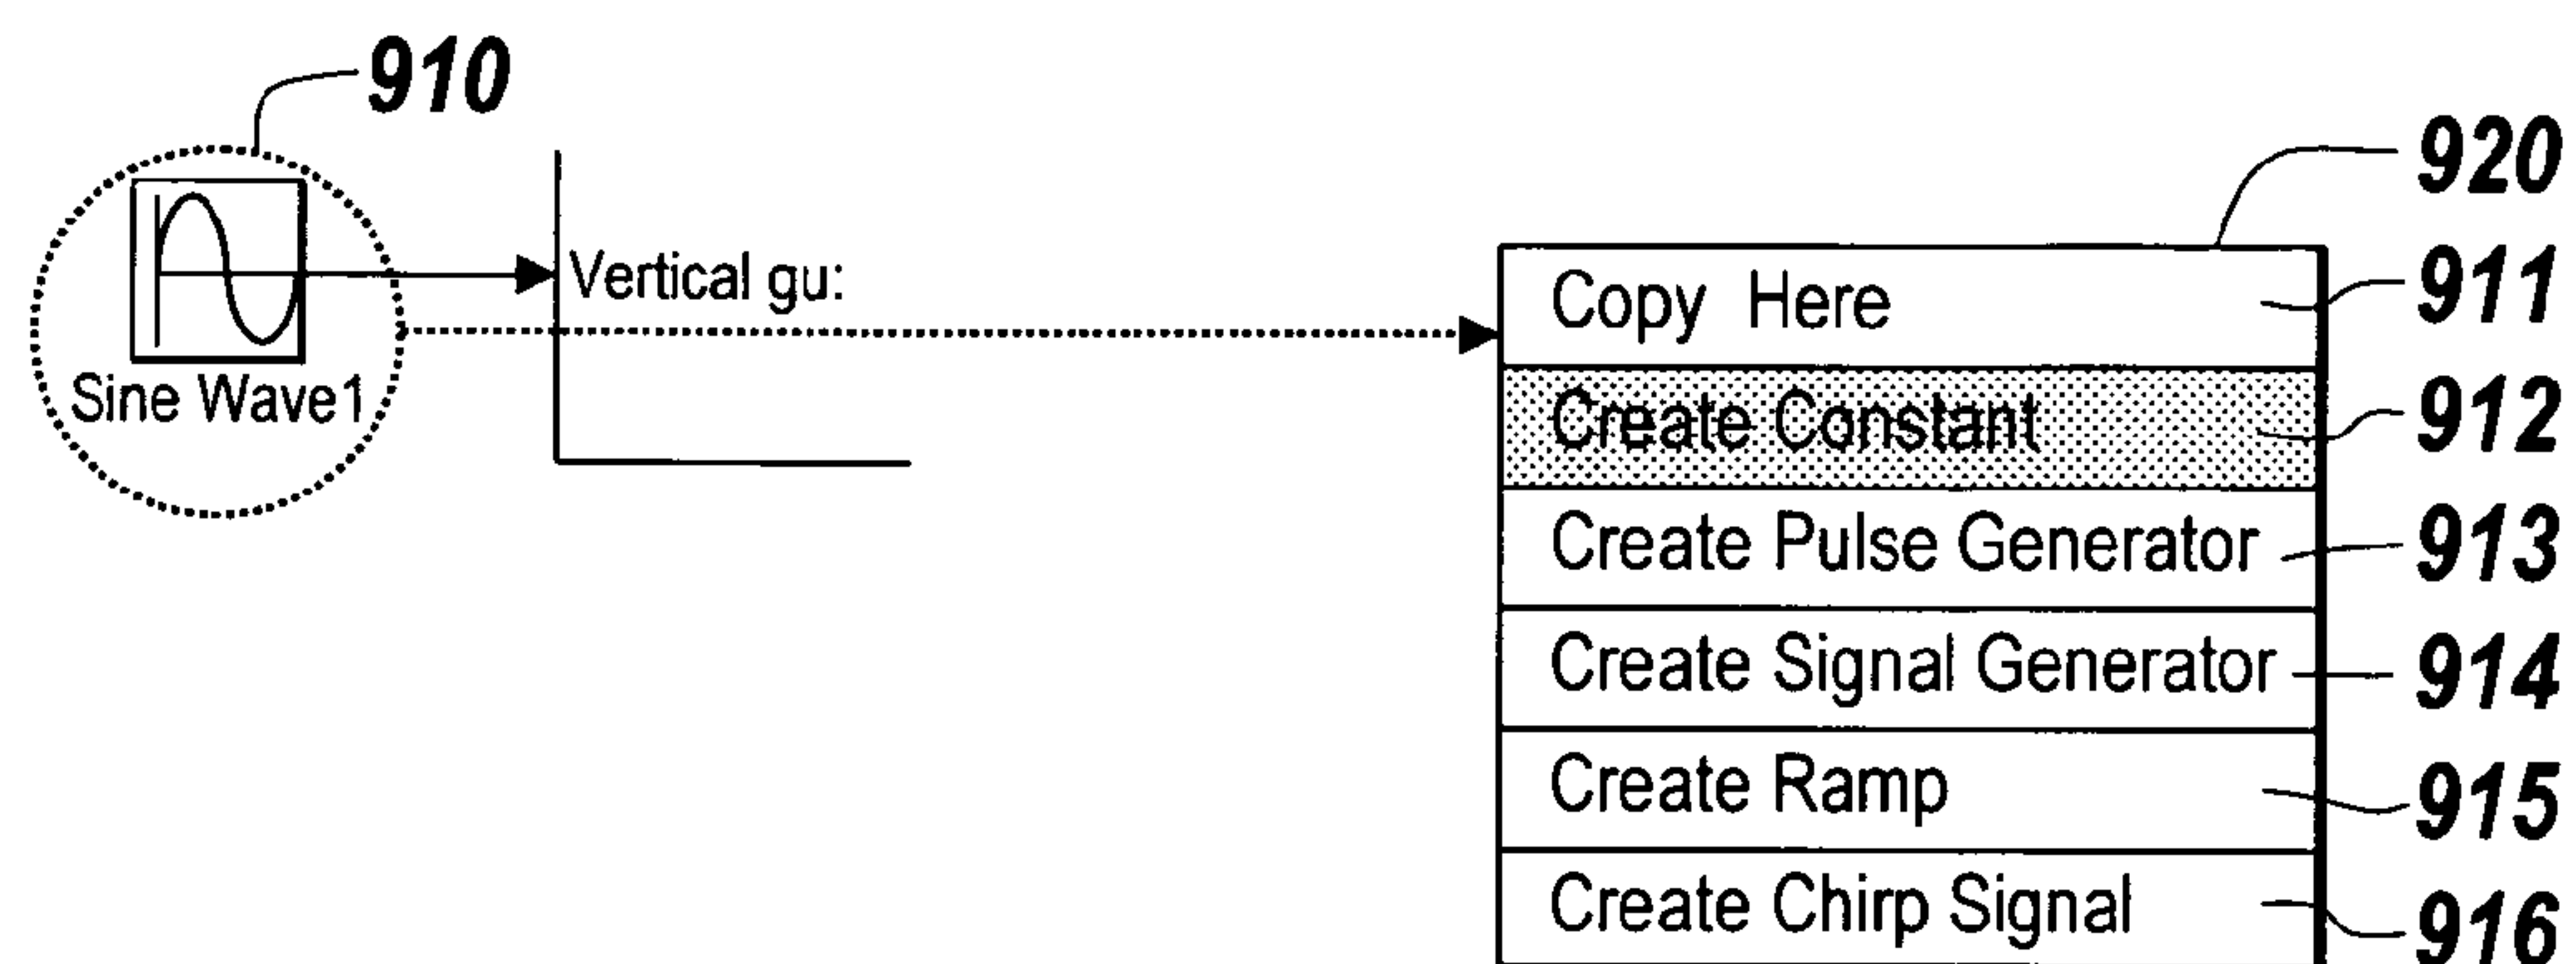 910
Sine Wave1
Vertical gu:
920
Copy Here 911
Create Constant 912
Create Pulse Generator 913
Create Signal Generator 914
Create Ramp 915
Create Chirp Signal 916